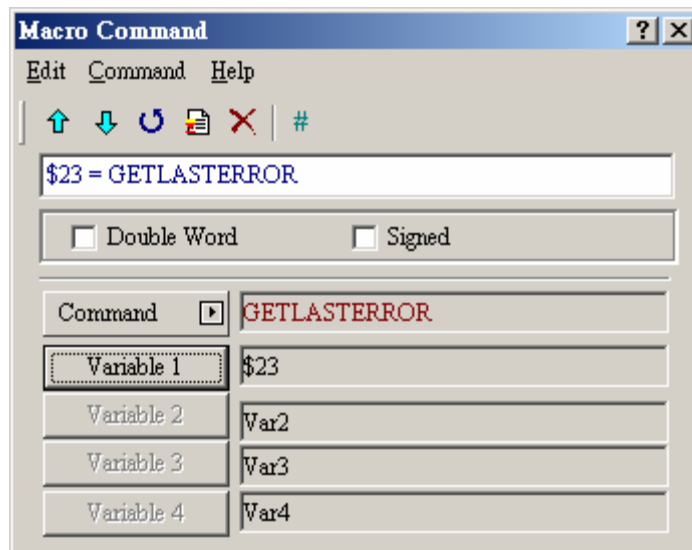 Macro Command
Edit Command Help
#
$23 = GETLASTERROR
Double Word Signed
Command GETLASTERROR
Variable 1 $23
Variable 2 Var2
Variable 3 Var3
Variable 4 Var4